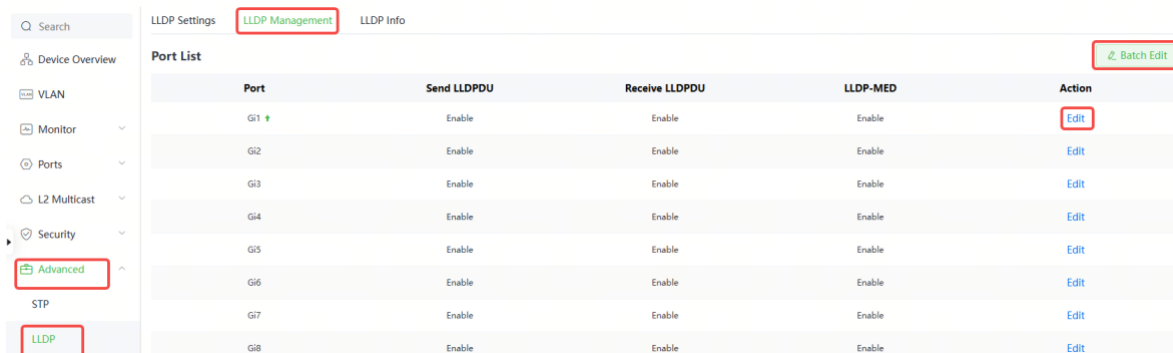 Search
LLDP Settings LLDP Management LLDP Info
Device Overview
VLAN
Monitor
Ports
L2 Multicast
Security
Advanced
STP
LLDP
Port List
Batch Edit
Port Send LLDPDU Receive LLDPDU LLDP-MED Action
Gi1 Enable Enable Enable Edit
Gi2 Enable Enable Enable Edit
Gi3 Enable Enable Enable Edit
Gi4 Enable Enable Enable Edit
Gi5 Enable Enable Enable Edit
Gi6 Enable Enable Enable Edit
Gi7 Enable Enable Enable Edit
Gi8 Enable Enable Enable Edit